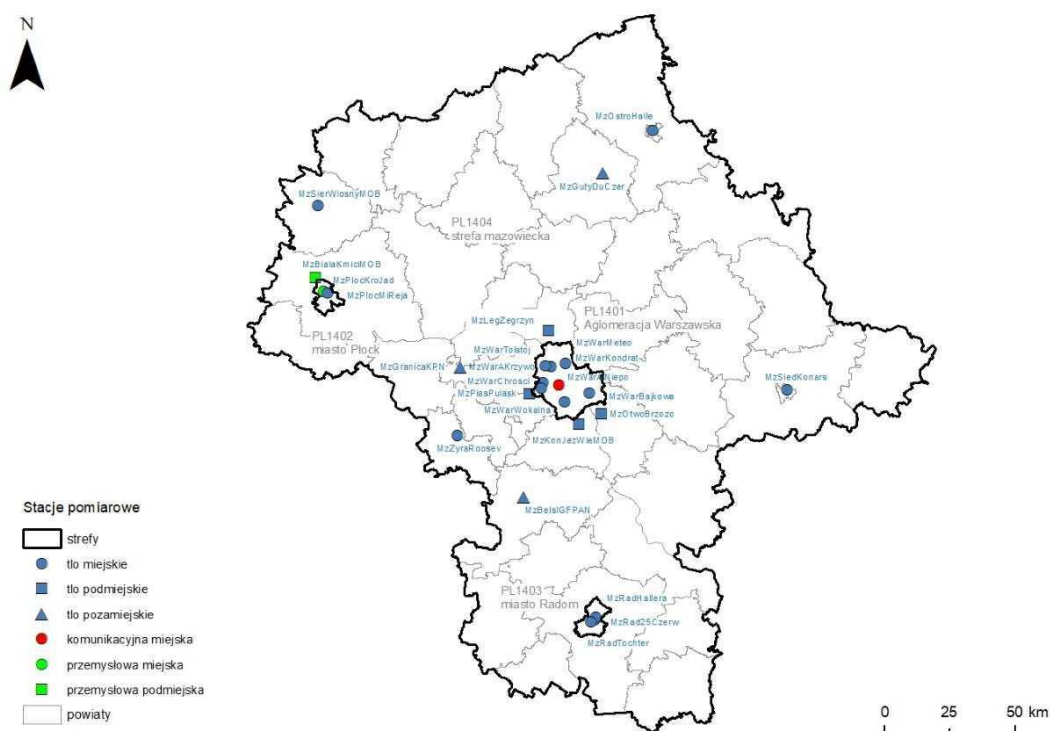 N
MzOstroHalle
MzGutyDuCzer
MzSierWiosnyMOB
PL1404
strefa mazowiecka
MzBialaKmiciMOB
MzPlocKroJad
MzPlocMiReja
MzLegZegrzyn
PL1401
Aglomeracja Warszawska
PL1402
miasto Płock
MzWarMeteo
MzWarTolstoj
MzWarKondrat
MzGranicaKPN
MzWarAKrzywo
MzWarAlNiepo
MzSiedKonars
MzWarChrosci
MzPiasPulask
MzWarBajkowa
MzWarWokalna
MzOtwoBrzozo
MzKonJezWieMOB
MzZyraRoosev
MzBelsIGFPAN
Stacje pomiarowe
strefy
tło miejskie
tło podmiejskie
tło pozamiejskie
komunikacyjna miejska
przemysłowa miejska
przemysłowa podmiejska
powiaty
PL1403
miasto Radom
MzRadHallera
MzRad25Czerw
MzRadTochter
0 25 50 km